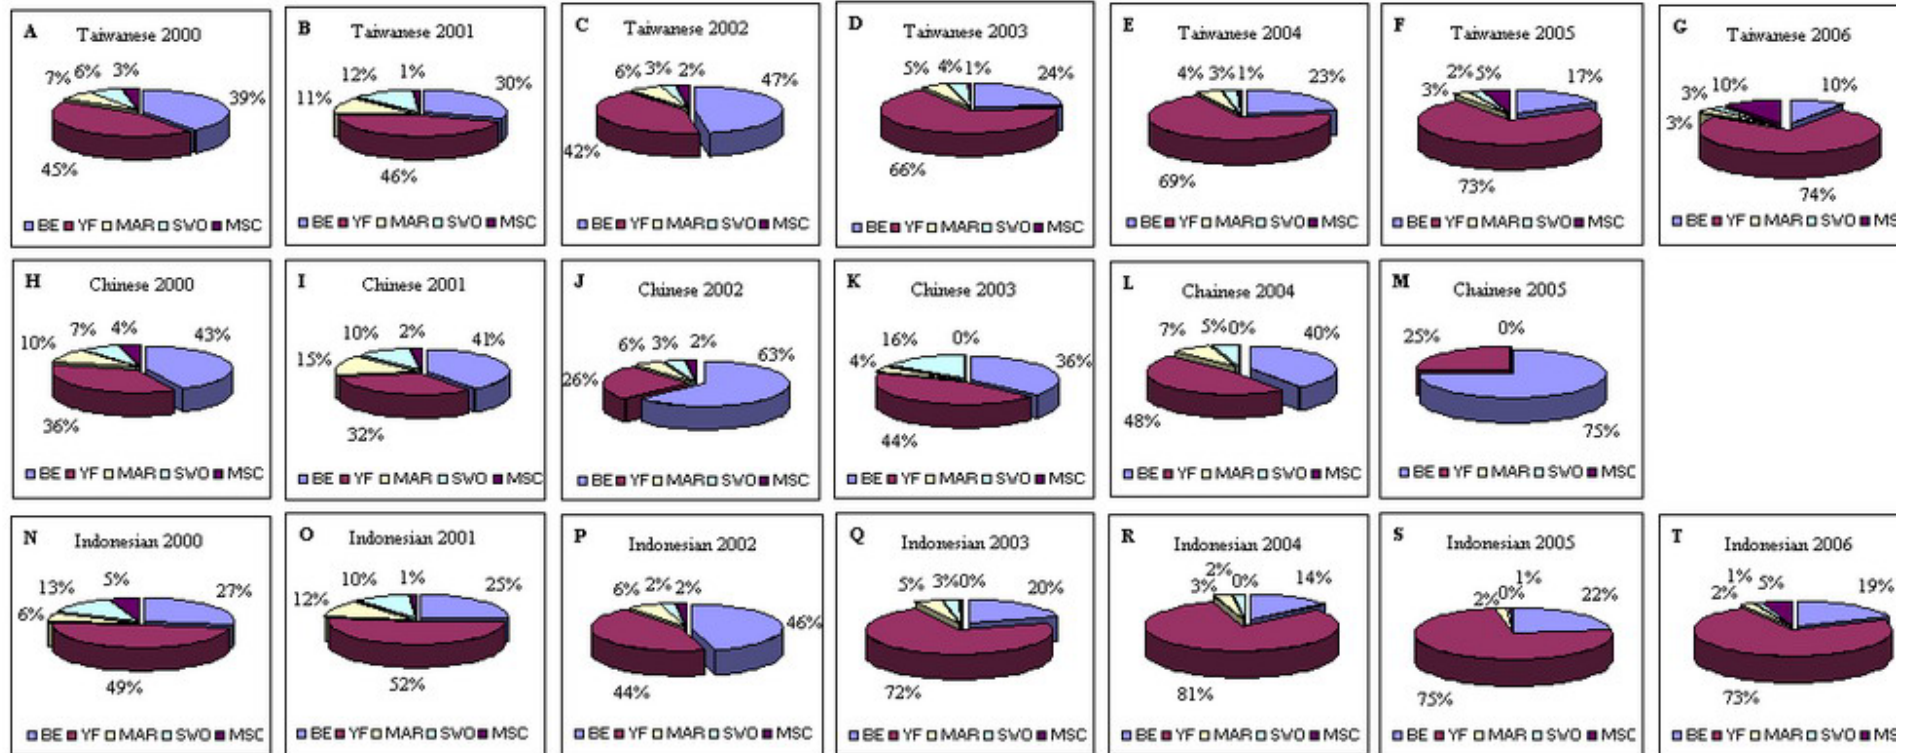 A Taiwanese 2000
7% 6% 3%
39%
45%
BE YF MAR SWO MSC
B Taiwanese 2001
12% 1%
30%
11%
46%
BE YF MAR SWO MSC
C Taiwanese 2002
6% 3% 2%
47%
42%
BE YF MAR SWO MSC
D Taiwanese 2003
5% 4% 1%
24%
66%
BE YF MAR SWO MSC
E Taiwanese 2004
4% 3% 1%
23%
69%
BE YF MAR SWO MSC
F Taiwanese 2005
2% 5%
17%
3%
73%
BE YF MAR SWO MSC
G Taiwanese 2006
3% 10%
10%
3%
74%
BE YF MAR SWO MS
H Chinese 2000
7% 4%
43%
10%
36%
BE YF MAR SWO MSC
I Chinese 2001
10% 2%
41%
15%
32%
BE YF MAR SWO MSC
J Chinese 2002
6% 3% 2%
63%
26%
BE YF MAR SWO MSC
K Chinese 2003
16% 0%
4%
36%
44%
BE YF MAR SWO MSC
L Chainese 2004
7% 5% 0%
40%
48%
BE YF MAR SWO MSC
M Chainese 2005
25% 0%
75%
BE YF MAR SWO MSC
N Indonesian 2000
13% 5%
27%
6%
49%
BE YF MAR SWO MSC
O Indonesian 2001
10% 1%
25%
12%
52%
BE YF MAR SWO MSC
P Indonesian 2002
6% 2% 2%
46%
44%
BE YF MAR SWO MSC
Q Indonesian 2003
5% 3% 0%
20%
72%
BE YF MAR SWO MSC
R Indonesian 2004
2%
3% 0% 14%
81%
BE YF MAR SWO MSC
S Indonesian 2005
1%
2% 0% 22%
75%
BE YF MAR SWO MSC
T Indonesian 2006
1% 5%
2% 19%
73%
BE YF MAR SWO MS